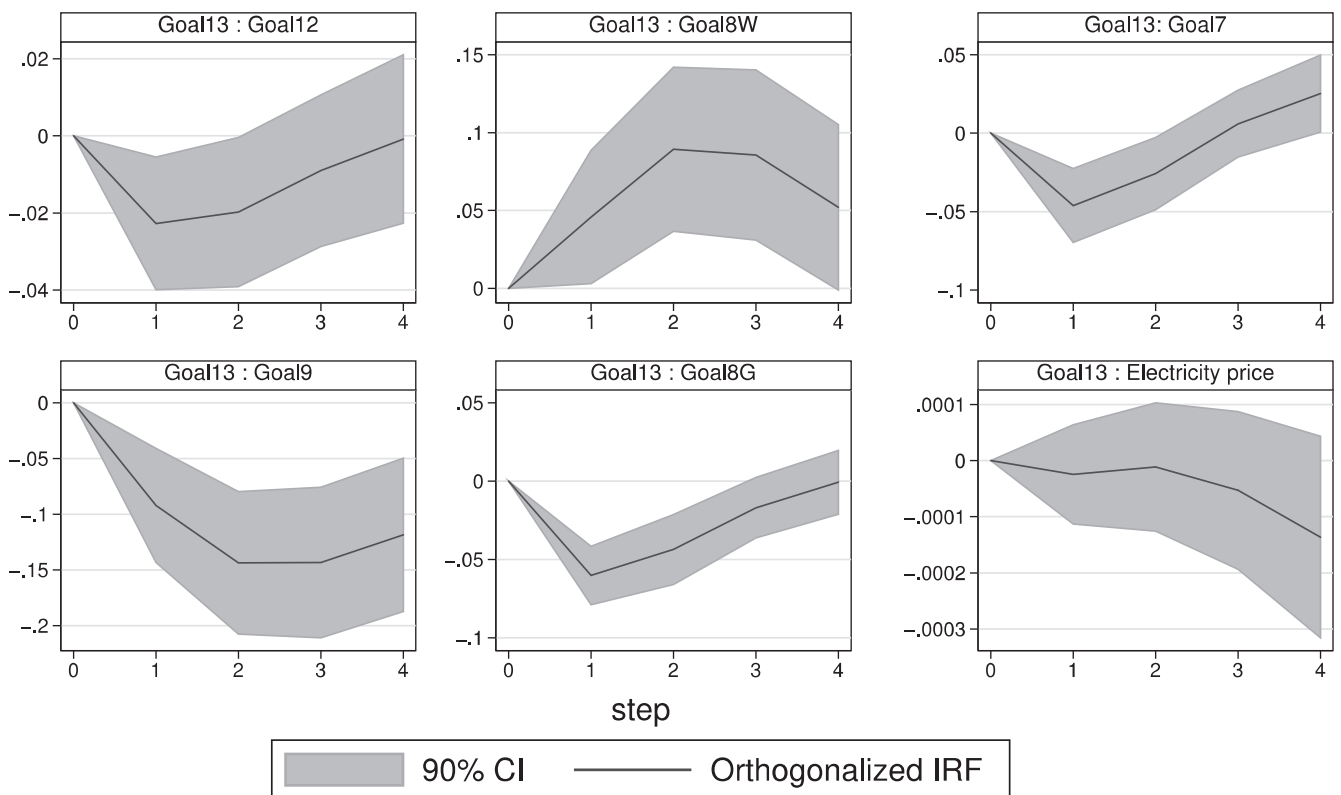 Goal13 : Goal12
.02
0
-.02
-.04
0 1 2 3 4
Goal13 : Goal8W
.15
.1
.05
0
0 1 2 3 4
Goal13: Goal7
.05
0
-.05
-.1
0 1 2 3 4
Goal13 : Goal9
0
-.05
-.1
-.15
-.2
0 1 2 3 4
Goal13 : Goal8G
.05
0
-.05
-.1
0 1 2 3 4
Goal13 : Electricity price
.0001
0
-.0001
-.0002
-.0003
0 1 2 3 4
step
90% CI Orthogonalized IRF